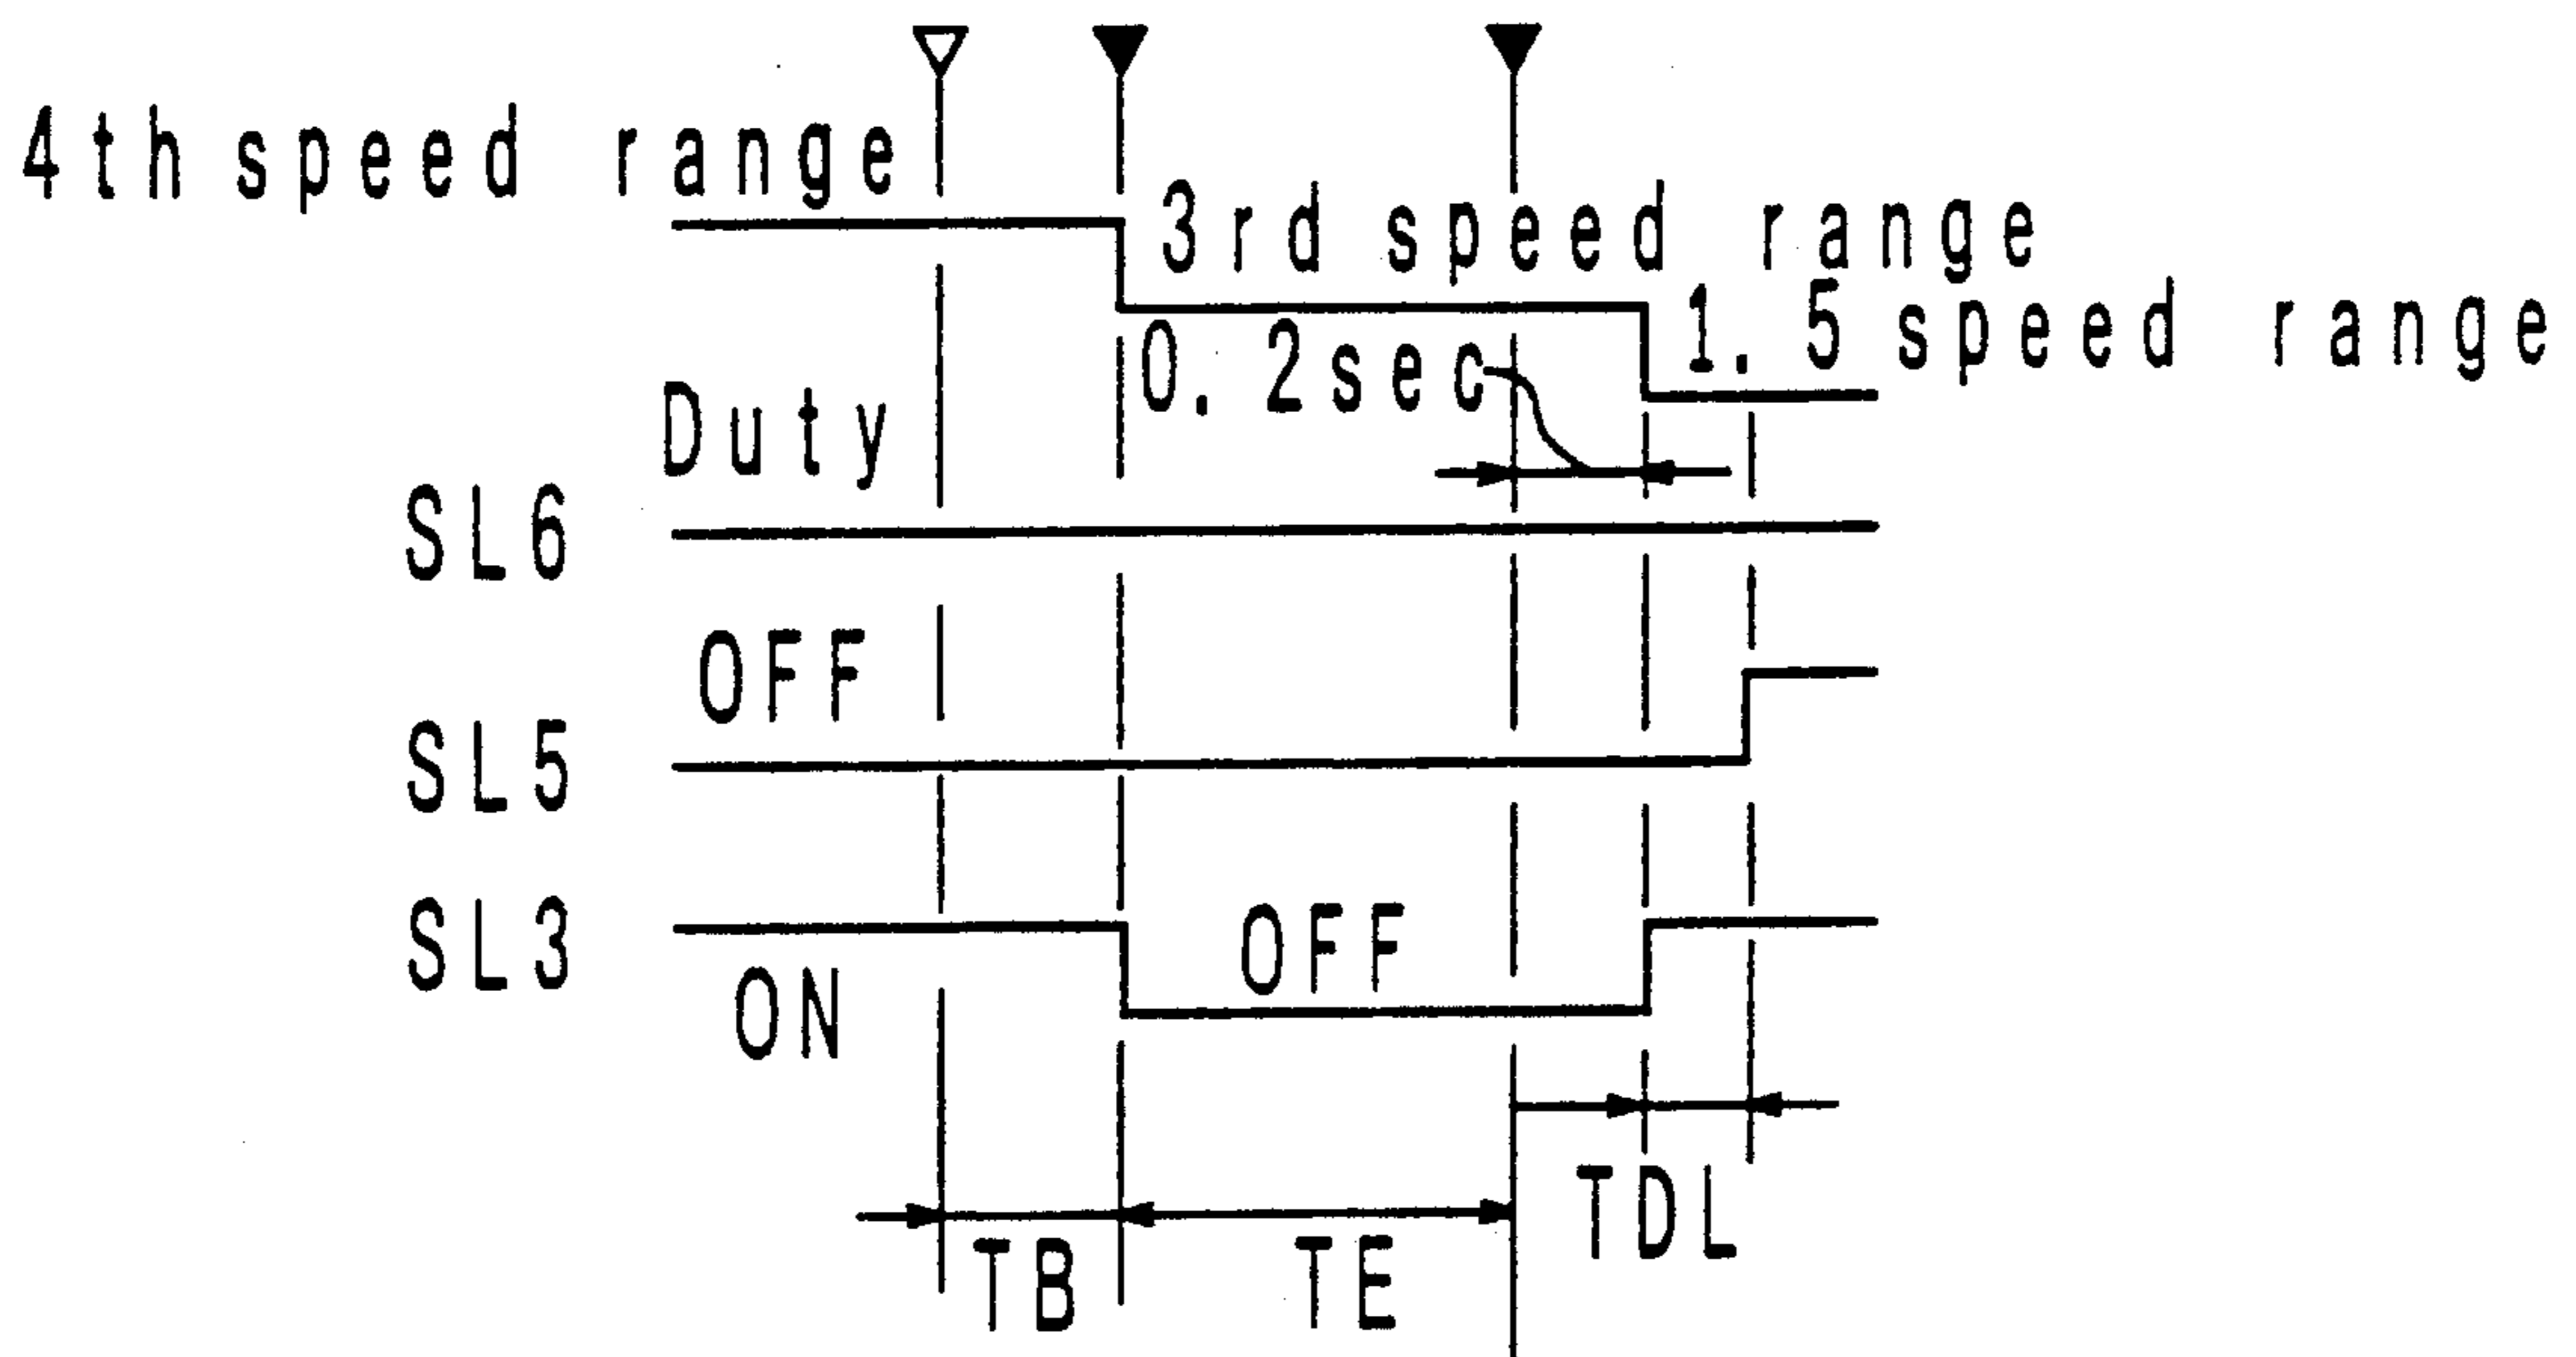 4th speed range
3rd speed range
1.5 speed range
0.2sec
Duty
SL6
OFF
SL5
SL3
OFF
ON
TDL
TB
TE